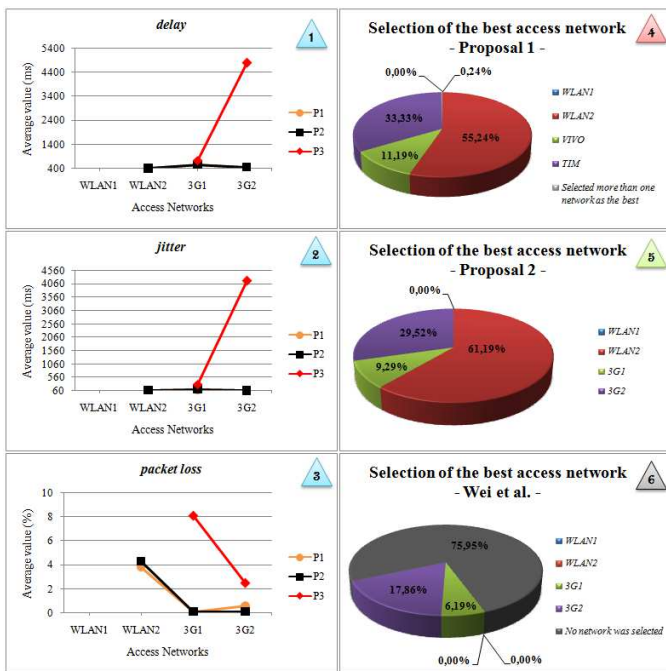 delay
1
Average value (ms)
5400
4400
3400
2400
1400
400
WLAN1 WLAN2 3G1 3G2
Access Networks
P1
P2
P3
Selection of the best access network
- Proposal 1 -
4
0,00%
0,24%
33,33%
55,24%
11,19%
WLAN1
WLAN2
VIVO
TIM
Selected more than one
network as the best
jitter
2
Average value (ms)
4560
4060
3560
3060
2560
2060
1560
1060
560
60
WLAN1 WLAN2 3G1 3G2
Access Networks
P1
P2
P3
Selection of the best access network
- Proposal 2 -
5
0,00%
29,52%
61,19%
9,29%
WLAN1
WLAN2
3G1
3G2
packet loss
3
Average value (%)
10
8
6
4
2
0
WLAN1 WLAN2 3G1 3G2
Access Networks
P1
P2
P3
Selection of the best access network
- Wei et al. -
6
75,95%
17,86%
6,19%
0,00%
0,00%
WLAN1
WLAN2
3G1
3G2
No network was selected